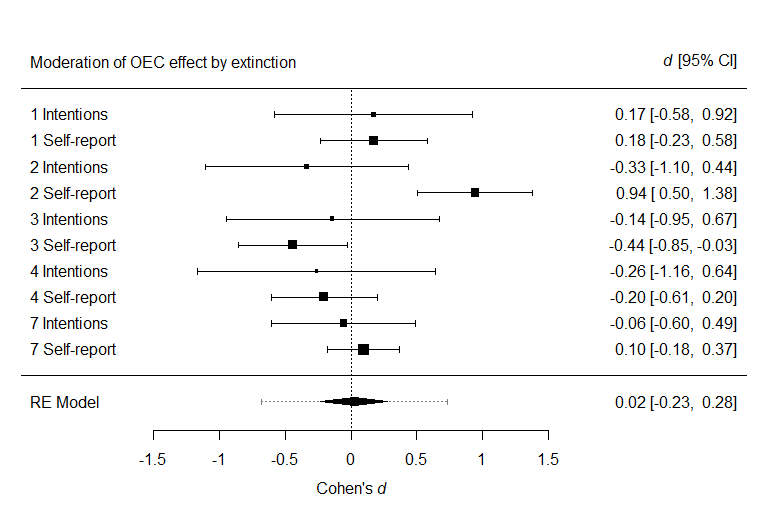 Moderation of OEC effect by extinction d [95% CI]
1 Intentions 0.17 [-0.58, 0.92]
1 Self-report 0.18 [-0.23, 0.58]
2 Intentions -0.33 [-1.10, 0.44]
2 Self-report 0.94 [ 0.50, 1.38]
3 Intentions -0.14 [-0.95, 0.67]
3 Self-report -0.44 [-0.85, -0.03]
4 Intentions -0.26 [-1.16, 0.64]
4 Self-report -0.20 [-0.61, 0.20]
7 Intentions -0.06 [-0.60, 0.49]
7 Self-report 0.10 [-0.18, 0.37]
RE Model 0.02 [-0.23, 0.28]
-1.5 -1 -0.5 0 0.5 1 1.5
Cohen's d